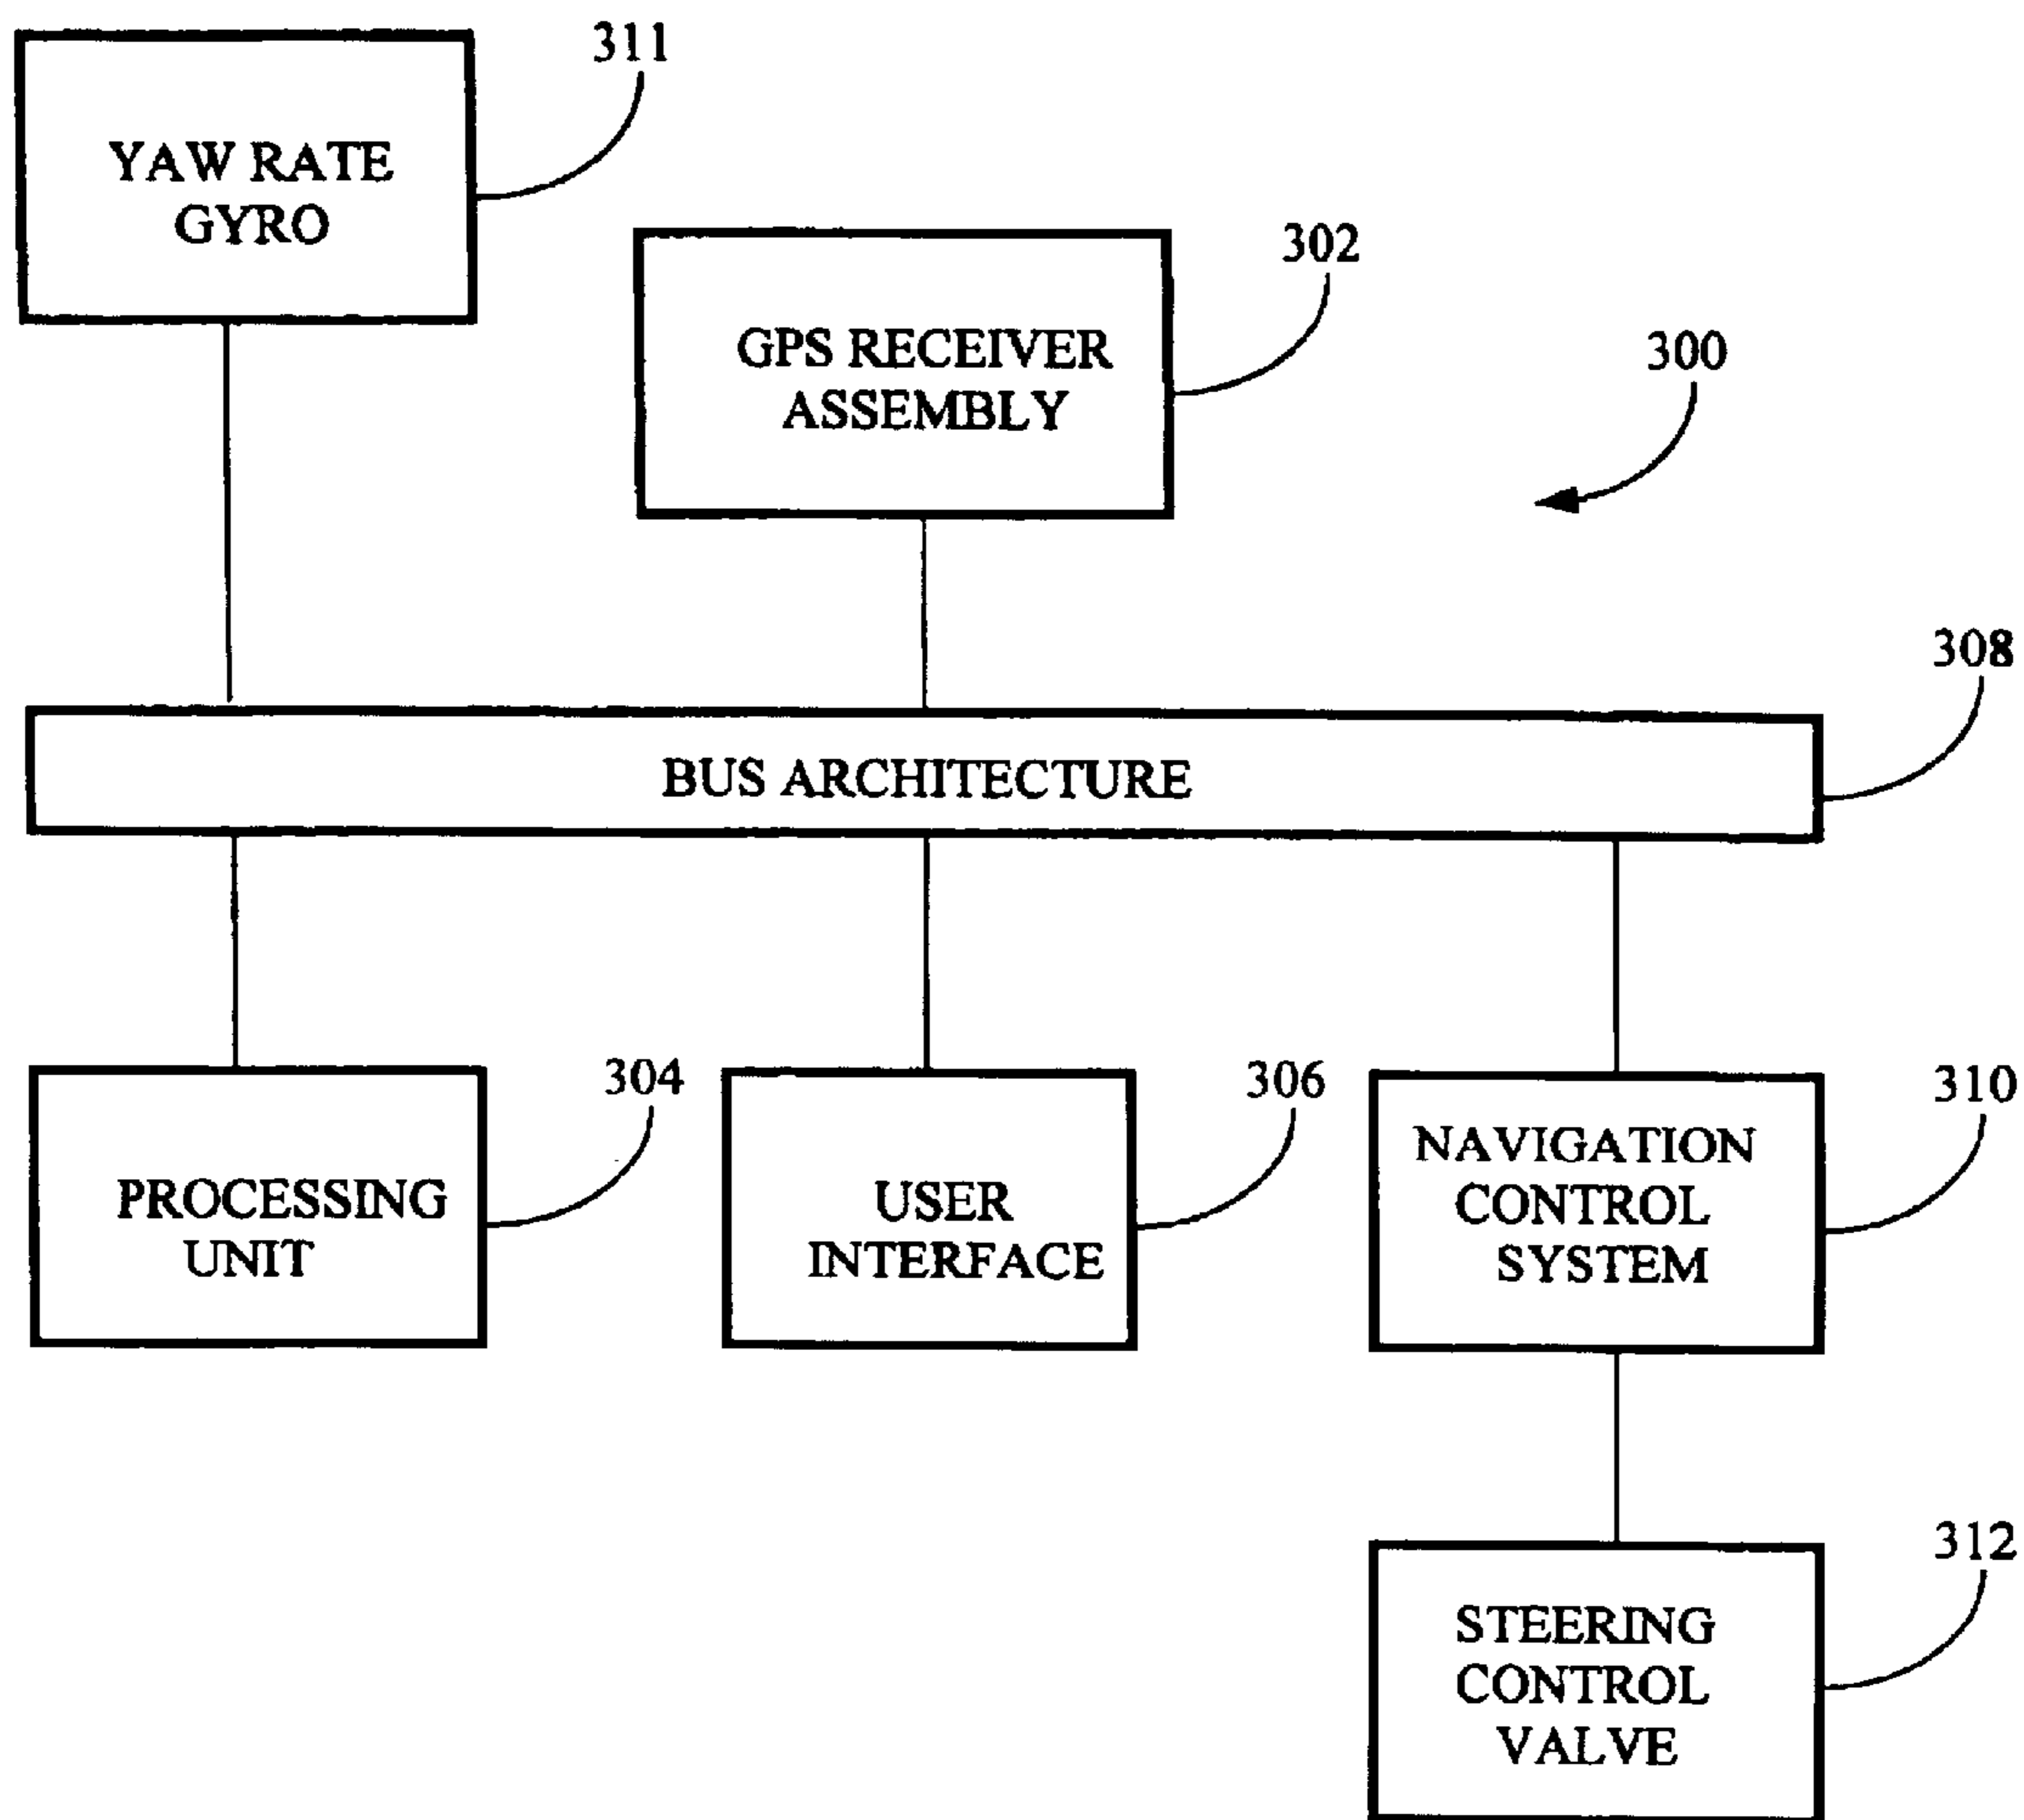 311
YAW RATE
GYRO
302
GPS RECEIVER
ASSEMBLY
300
308
BUS ARCHITECTURE
304
PROCESSING
UNIT
306
USER
INTERFACE
310
NAVIGATION
CONTROL
SYSTEM
312
STEERING
CONTROL
VALVE